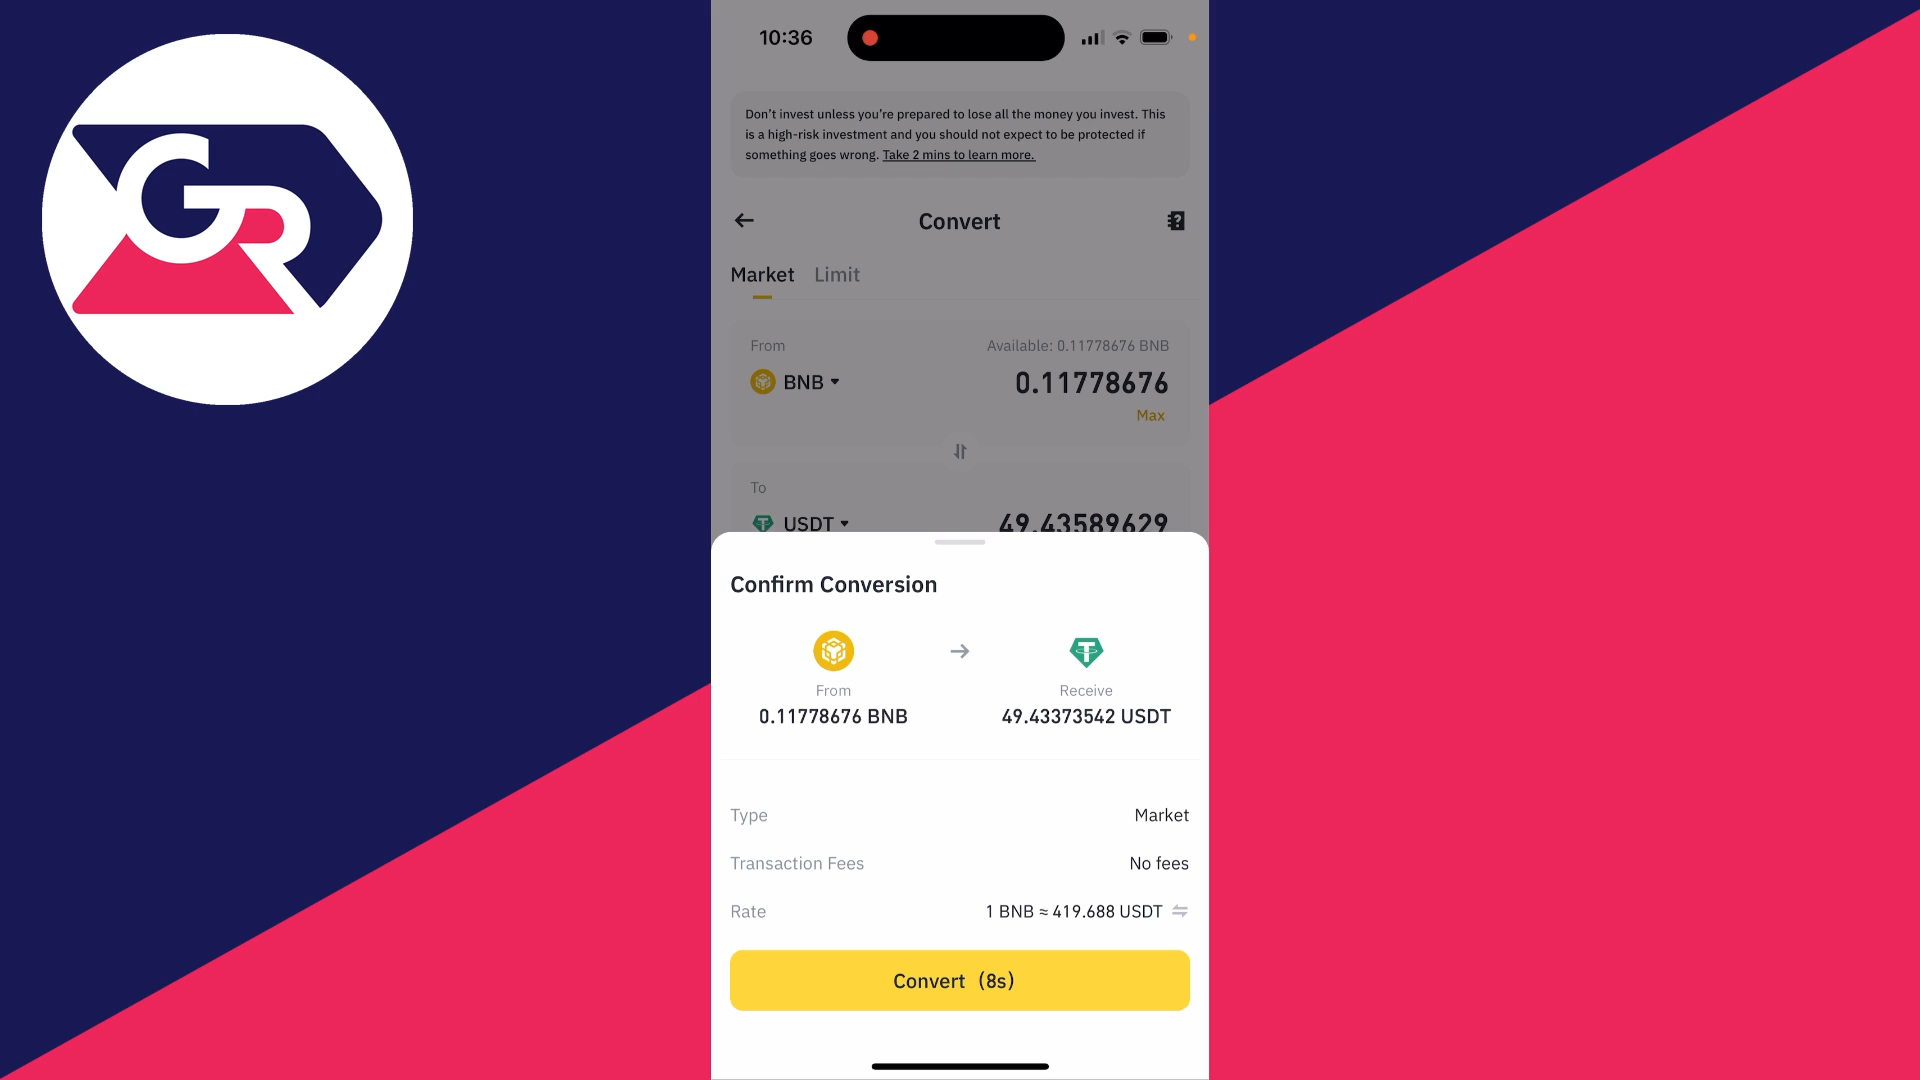 GR
10:36
Don't invest unless you're prepared to lose all the money you invest. This
is a high-risk investment and you should not expect to be protected if
something goes wrong. Take 2 mins to learn more.
Convert
Market Limit
From Available: 0.11778676 BNB
BNB 0.11778676
Max
To
USDT 49.43589629
Confirm Conversion
From Receive
0.11778676 BNB 49.43373542 USDT
Type Market
Transaction Fees No fees
Rate 1 BNB ≈ 419.688 USDT
Convert (8s)